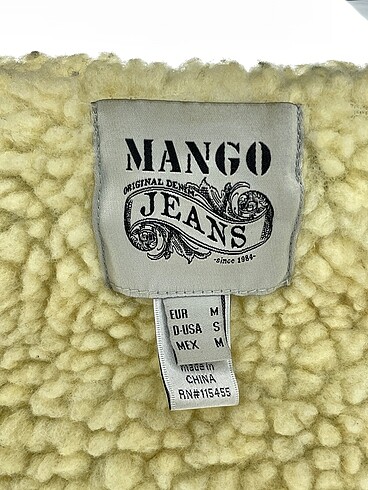 MANGO
ORIGINAL DENIM
JEANS
-since 1984-
EUR M
D-USA S
MEX M
made in
CHINA
RN#115455